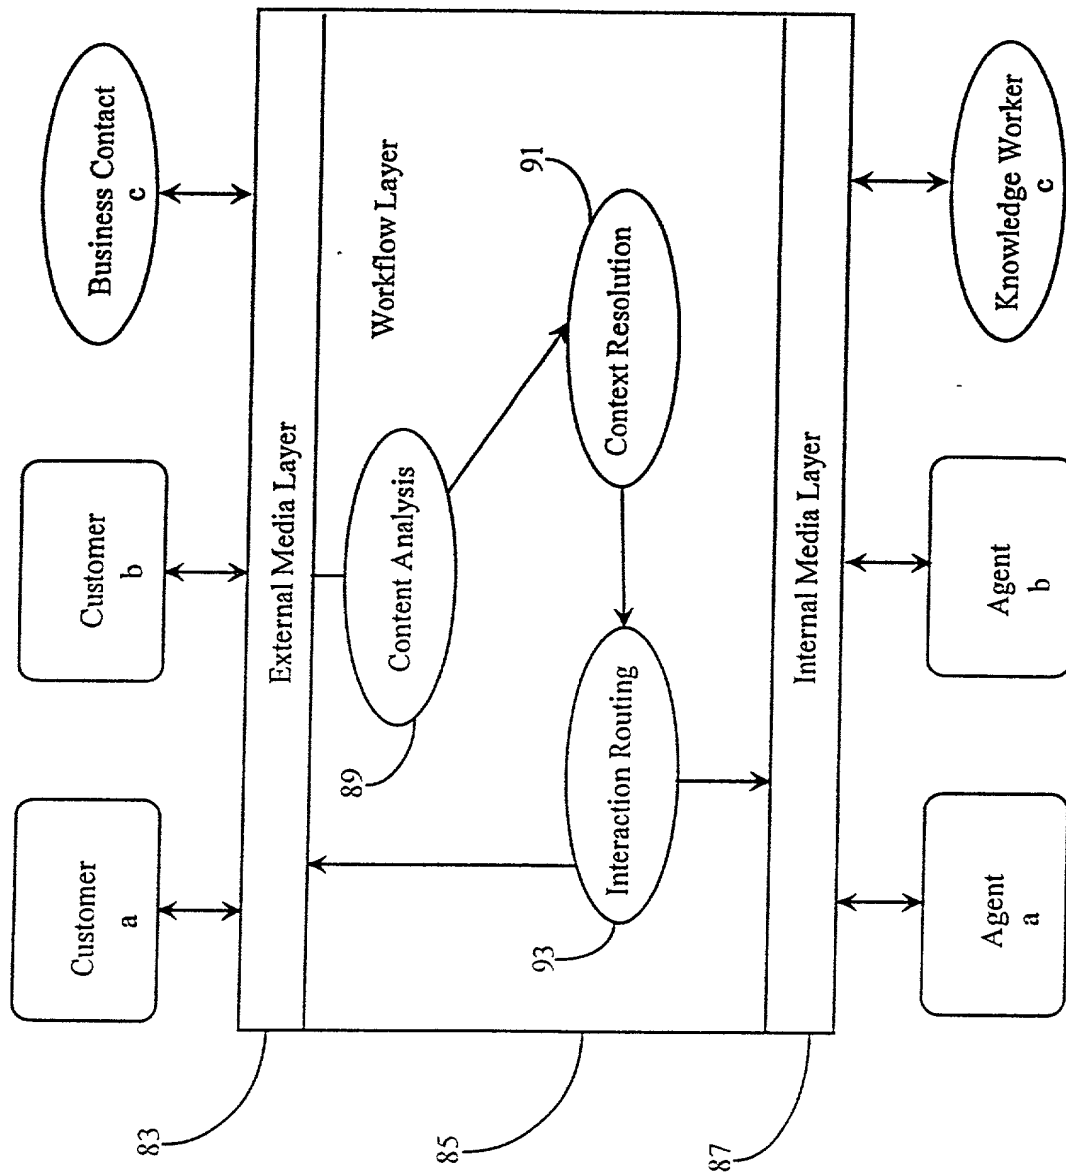 Customer
a
Customer
b
Business Contact
c
83
External Media Layer
85
Workflow Layer
89
Content Analysis
91
Context Resolution
93
Interaction Routing
87
Internal Media Layer
Agent
a
Agent
b
Knowledge Worker
c